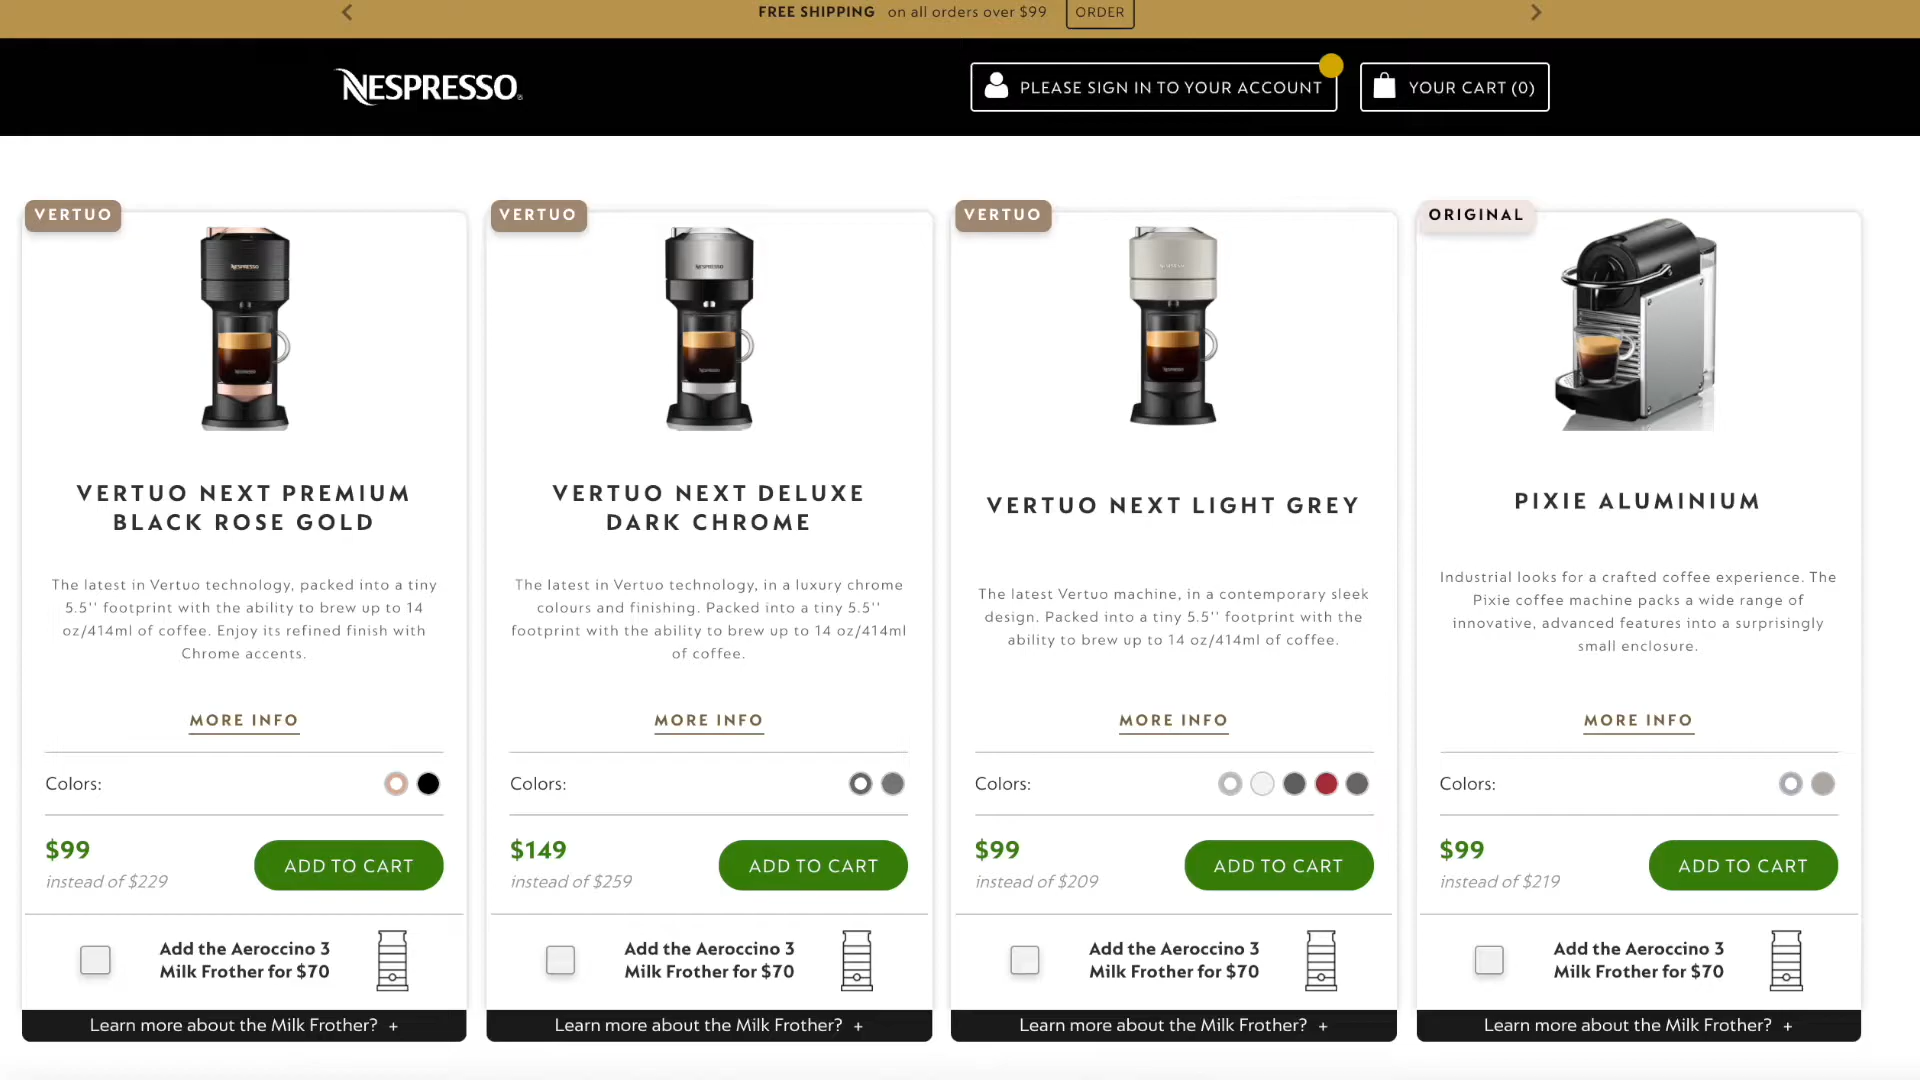 FREE SHIPPING on all orders over $99 ORDER
NESPRESSO
PLEASE SIGN IN TO YOUR ACCOUNT
YOUR CART (0)
VERTUO
NESPRESSO
VERTUO NEXT PREMIUM
BLACK ROSE GOLD
The latest in Vertuo technology, packed into a tiny
5.5'' footprint with the ability to brew up to 14
oz/414ml of coffee. Enjoy its refined finish with
Chrome accents.
MORE INFO
Colors:
$99
instead of $229
ADD TO CART
Add the Aeroccino 3
Milk Frother for $70
Learn more about the Milk Frother? +
VERTUO
NESPRESSO
VERTUO NEXT DELUXE
DARK CHROME
The latest in Vertuo technology, in a luxury chrome
colours and finishing. Packed into a tiny 5.5''
footprint with the ability to brew up to 14 oz/414ml
of coffee.
MORE INFO
Colors:
$149
instead of $259
ADD TO CART
Add the Aeroccino 3
Milk Frother for $70
Learn more about the Milk Frother? +
VERTUO
VERTUO NEXT LIGHT GREY
The latest Vertuo machine, in a contemporary sleek
design. Packed into a tiny 5.5'' footprint with the
ability to brew up to 14 oz/414ml of coffee.
MORE INFO
Colors:
$99
instead of $209
ADD TO CART
Add the Aeroccino 3
Milk Frother for $70
Learn more about the Milk Frother? +
ORIGINAL
PIXIE ALUMINIUM
Industrial looks for a crafted coffee experience. The
Pixie coffee machine packs a wide range of
innovative, advanced features into a surprisingly
small enclosure.
MORE INFO
Colors:
$99
instead of $219
ADD TO CART
Add the Aeroccino 3
Milk Frother for $70
Learn more about the Milk Frother? +